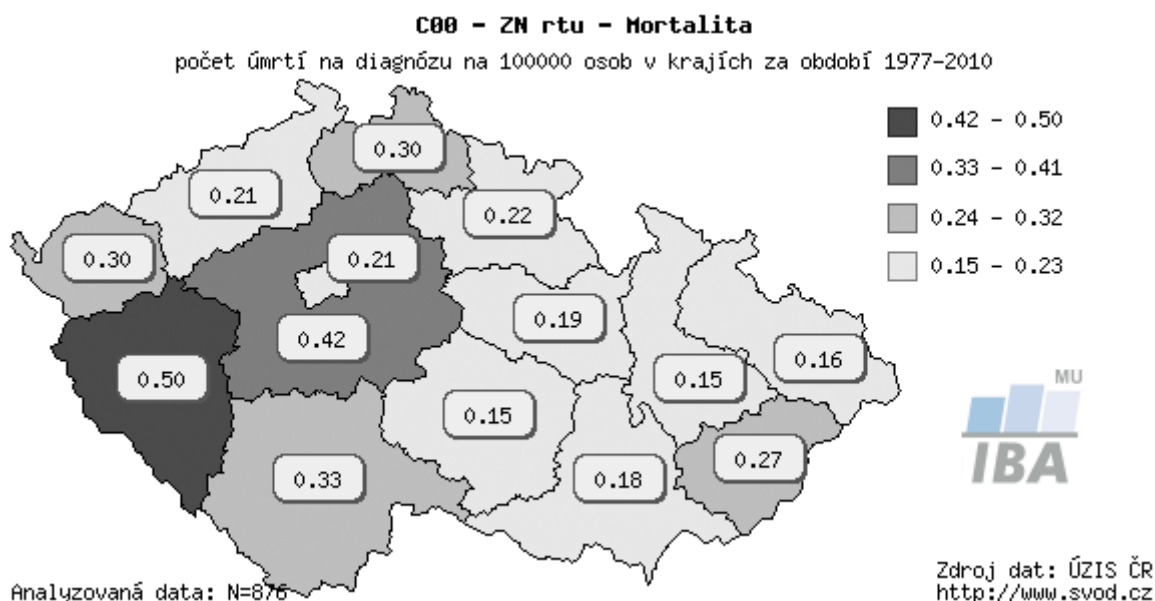 C00 - ZN rtu - Mortalita
počet úmrtí na diagnózu na 100000 osob v krajích za období 1977-2010
0.42 - 0.50
0.33 - 0.41
0.24 - 0.32
0.15 - 0.23
0.30
0.21
0.22
0.30
0.21
0.19
0.42
0.16
0.50
0.15
0.15
0.27
0.33
0.18
MU
IBA
Zdroj dat: ÚZIS ČR
http://www.svod.cz
Analyzovaná data: N=876